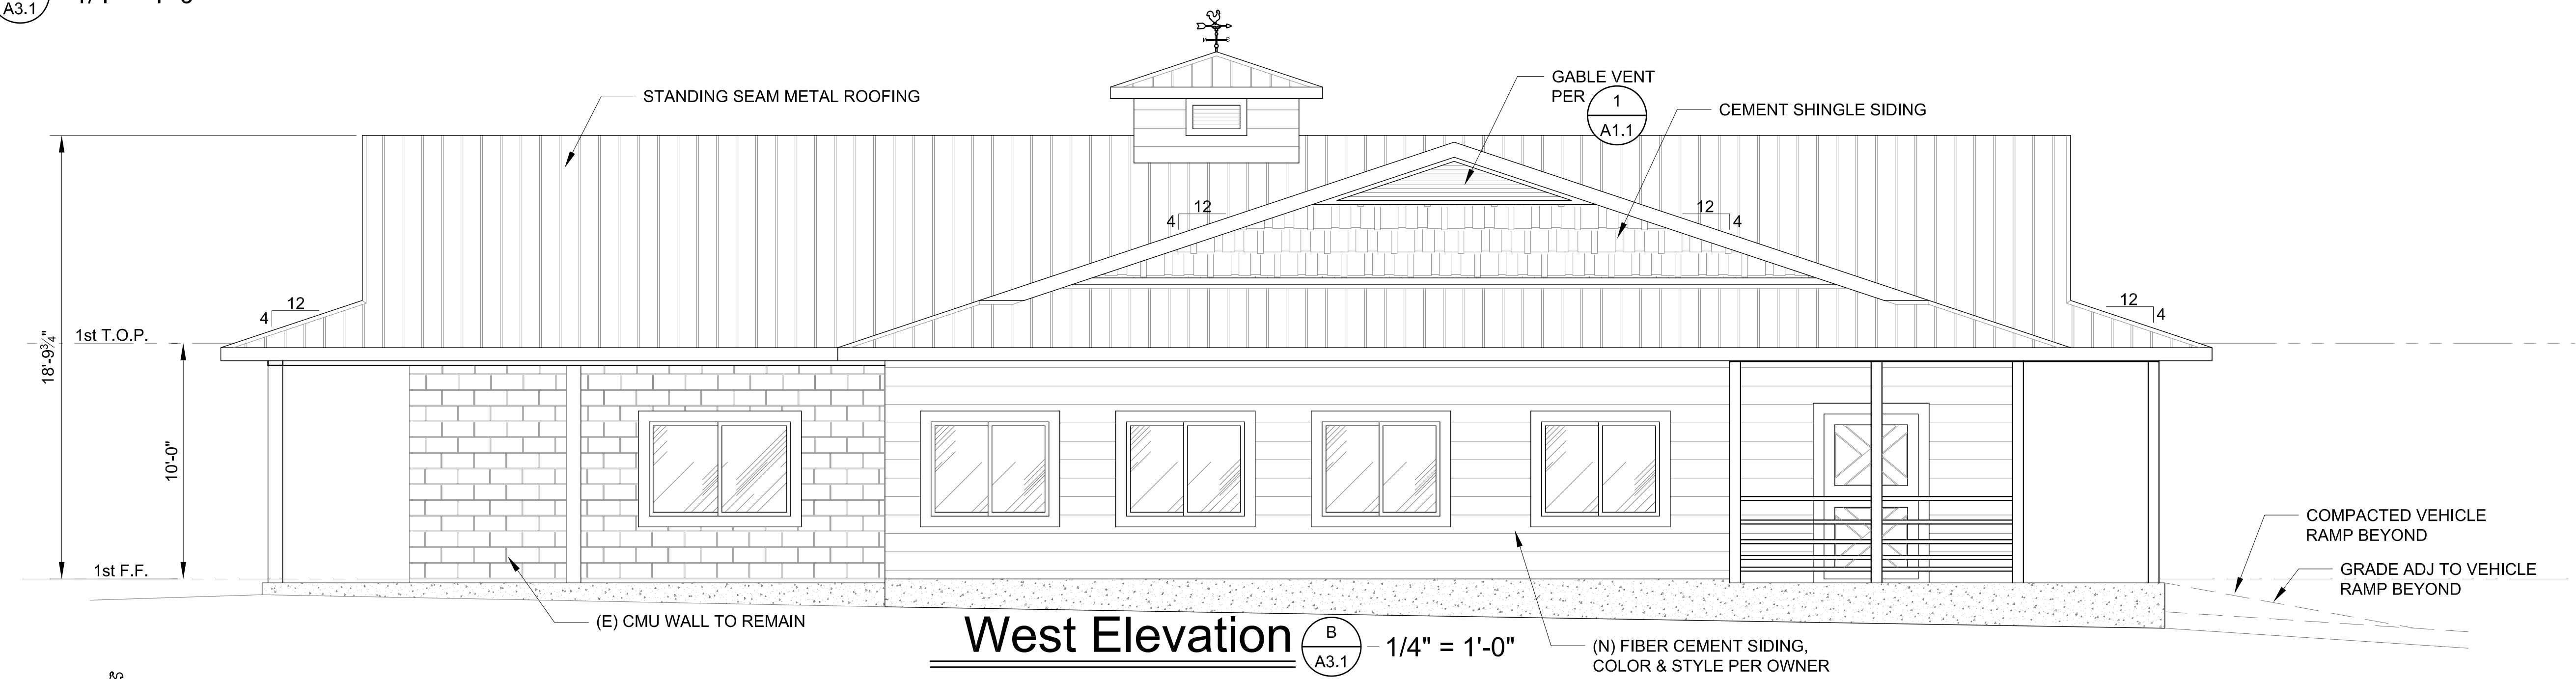 A3.1
GABLE VENT
PER 1
A1.1
STANDING SEAM METAL ROOFING
CEMENT SHINGLE SIDING
12
4
12
4
12
4
12
4
1st T.O.P.
18'-9¾"
10'-0"
1st F.F.
COMPACTED VEHICLE
RAMP BEYOND
GRADE ADJ TO VEHICLE
RAMP BEYOND
(E) CMU WALL TO REMAIN
West Elevation
B
A3.1
1/4" = 1'-0"
(N) FIBER CEMENT SIDING,
COLOR & STYLE PER OWNER